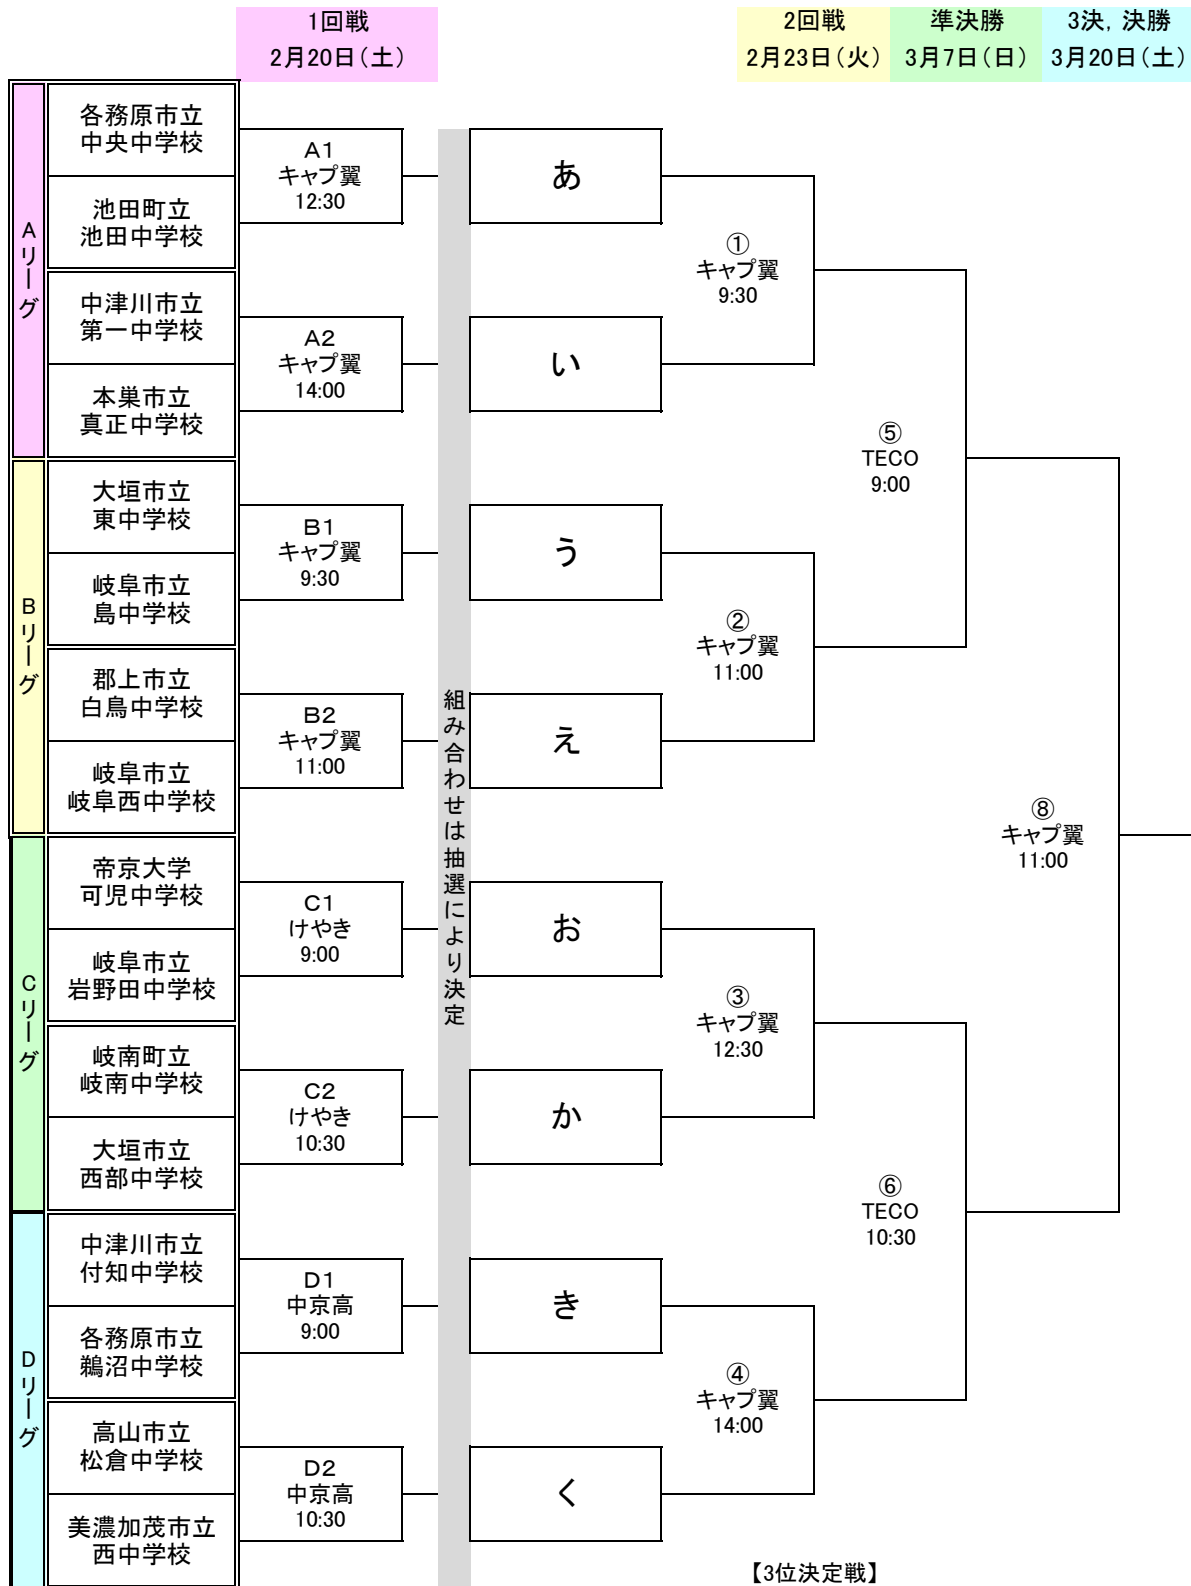 1回戦
2月20日(土)
2回戦
2月23日(火)
準決勝
3月7日(日)
3決, 決勝
3月20日(土)
Aリーグ
各務原市立
中央中学校
池田町立
池田中学校
中津川市立
第一中学校
本巣市立
真正中学校
Bリーグ
大垣市立
東中学校
岐阜市立
島中学校
郡上市立
白鳥中学校
岐阜市立
岐阜西中学校
Cリーグ
帝京大学
可児中学校
岐阜市立
岩野田中学校
岐南町立
岐南中学校
大垣市立
西部中学校
Dリーグ
中津川市立
付知中学校
各務原市立
鵜沼中学校
高山市立
松倉中学校
美濃加茂市立
西中学校
A1
キャプ翼
12:30
A2
キャプ翼
14:00
B1
キャプ翼
9:30
B2
キャプ翼
11:00
C1
けやき
9:00
C2
けやき
10:30
D1
中京高
9:00
D2
中京高
10:30
組み合わせは抽選により決定
あ
い
う
え
お
か
き
く
①
キャプ翼
9:30
②
キャプ翼
11:00
③
キャプ翼
12:30
④
キャプ翼
14:00
⑤
TECO
9:00
⑥
TECO
10:30
⑧
キャプ翼
11:00
【3位決定戦】